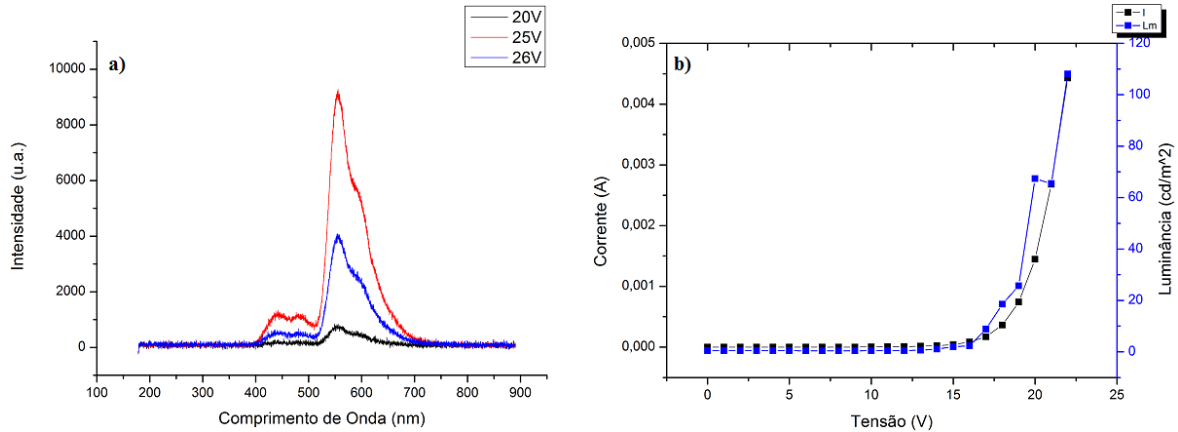 20V
25V
26V
a)
10000
8000
6000
4000
2000
0
Intensidade (u.a.)
100 200 300 400 500 600 700 800 900
Comprimento de Onda (nm)
I
Lm
b)
0,005
0,004
0,003
0,002
0,001
0,000
Corrente (A)
120
100
80
60
40
20
0
Luminância (cd/m^2)
0 5 10 15 20 25
Tensão (V)